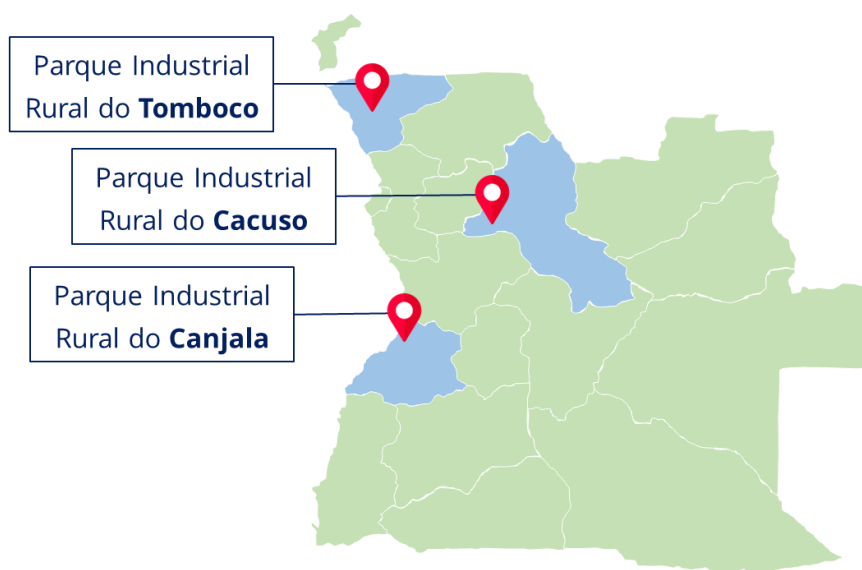 Parque Industrial
Rural do Tomboco
Parque Industrial
Rural do Cacuso
Parque Industrial
Rural do Canjala